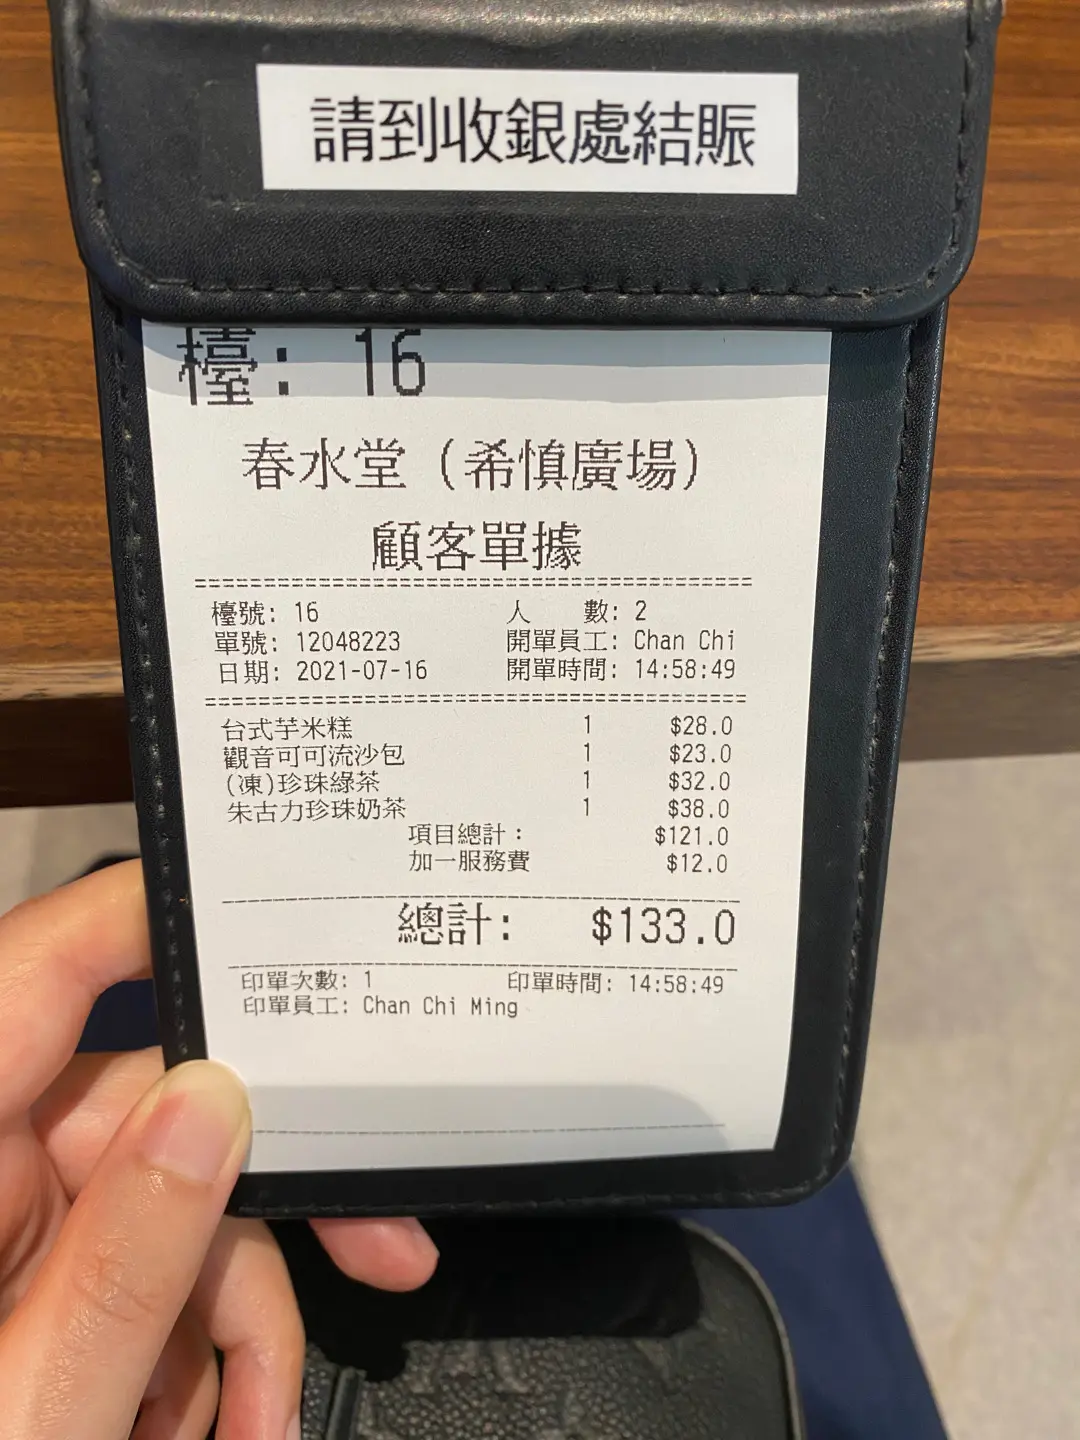 請到收銀處結賬
檯: 16
春水堂 (希慎廣場)
顧客單據
檯號: 16 人 數: 2
單號: 12048223 開單員工: Chan Chi
日期: 2021-07-16 開單時間: 14:58:49
台式芋米糕 1 $28.0
觀音可可流沙包 1 $23.0
(凍)珍珠綠茶 1 $32.0
朱古力珍珠奶茶 1 $38.0
項目總計: $121.0
加一服務費 $12.0
總計: $133.0
印單次數: 1 印單時間: 14:58:49
印單員工: Chan Chi Ming